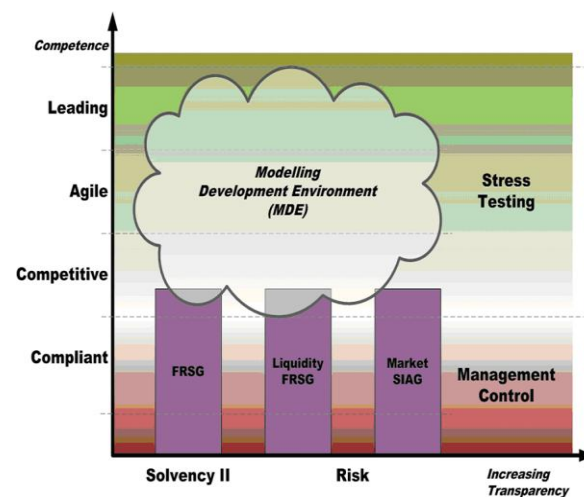 Competence
Leading
Agile
Competitive
Compliant
Modelling
Development Environment
(MDE)
Stress
Testing
FRSG
Liquidity
FRSG
Market
SIAG
Management
Control
Solvency II
Risk
Increasing
Transparency